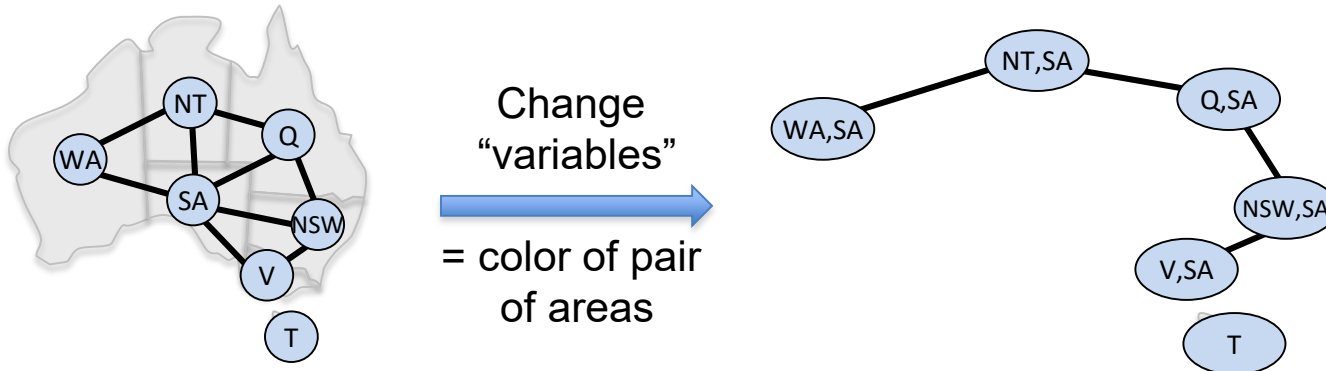 NT
Q
WA
SA
NSW
V
T
Change
“variables”
= color of pair
of areas
NT,SA
Q,SA
WA,SA
NSW,SA
V,SA
T